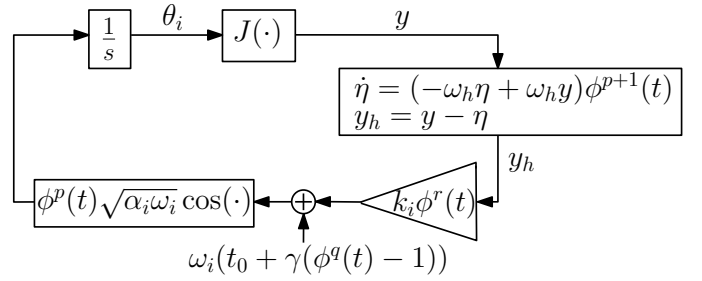 1/s
θ_i
J(·)
y
η̇ = (−ω_h η + ω_h y)φ^{p+1}(t)
y_h = y − η
y_h
φ^p(t)√(α_i ω_i) cos(·)
+
k_i φ^r(t)
ω_i(t_0 + γ(φ^q(t) − 1))